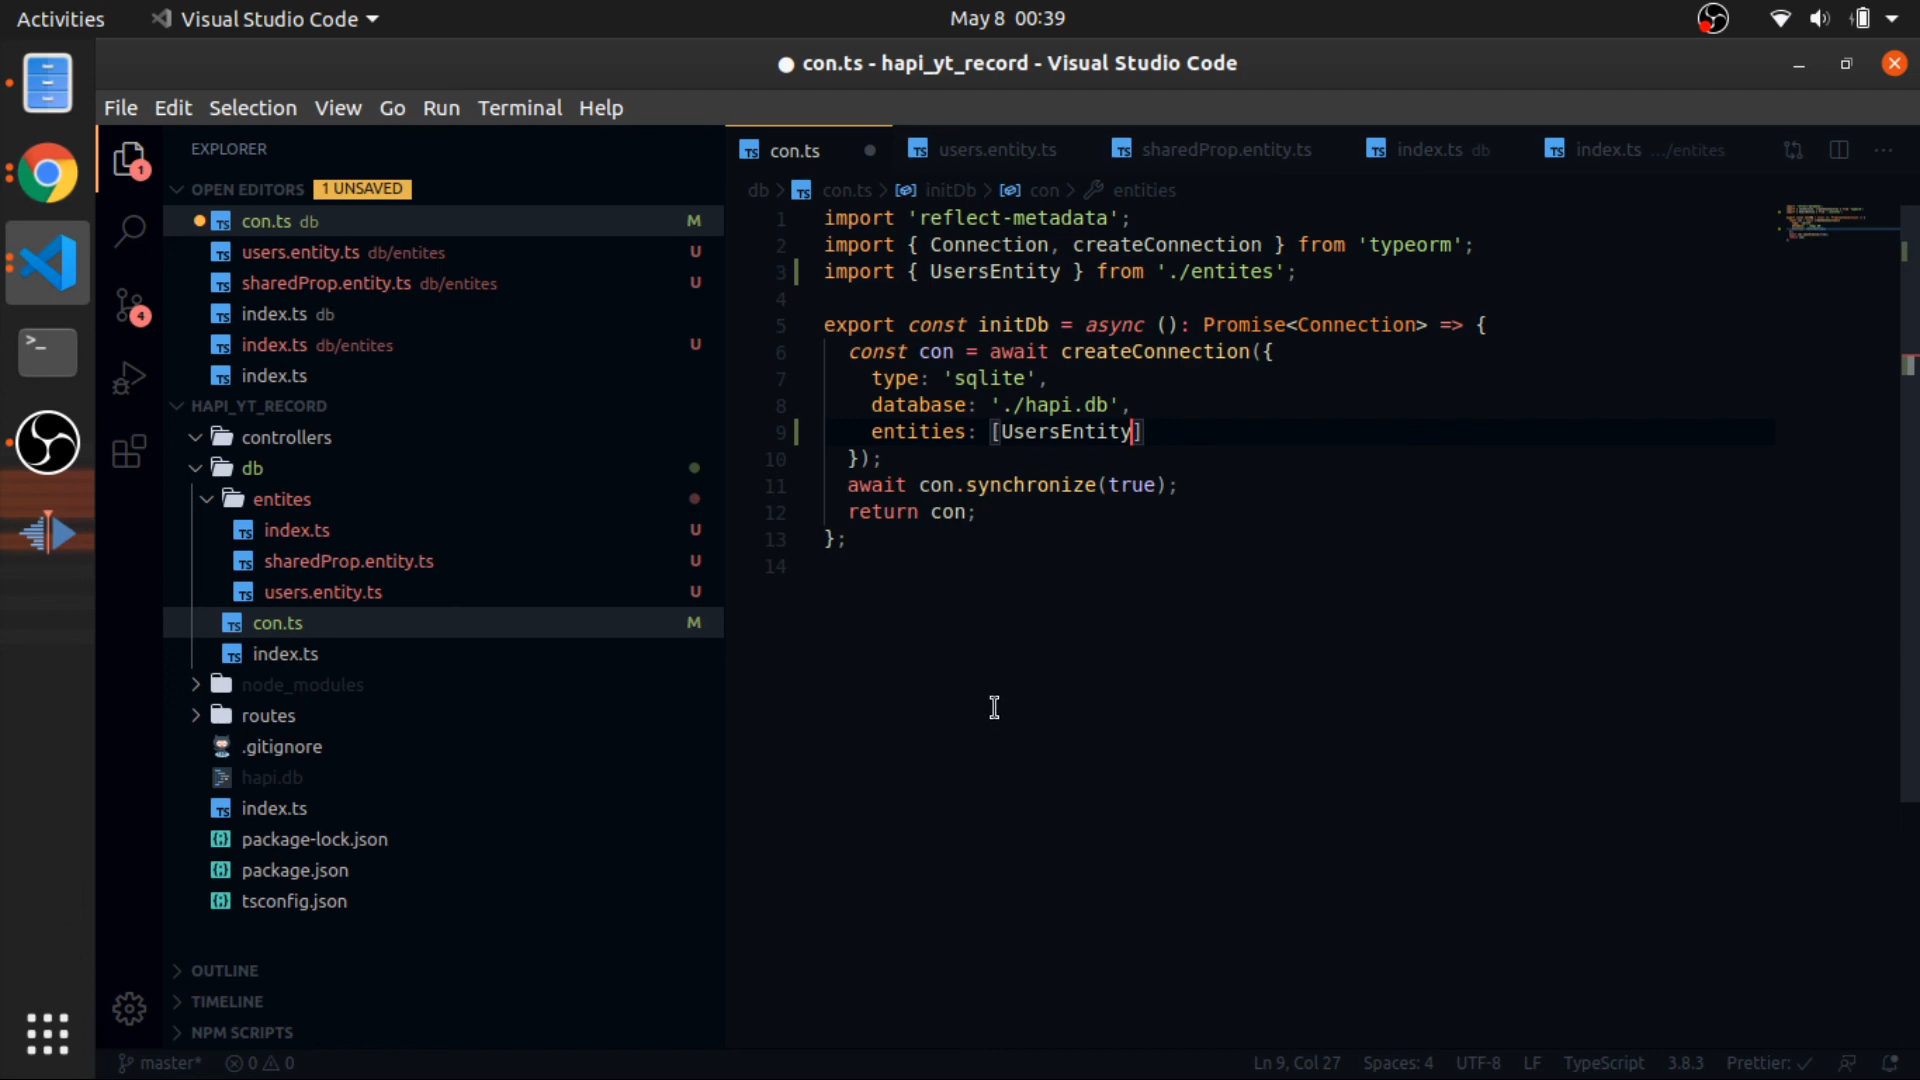 Activities Visual Studio Code May 8 00:39
con.ts - hapi_yt_record - Visual Studio Code
File Edit Selection View Go Run Terminal Help
EXPLORER
OPEN EDITORS 1 UNSAVED
con.ts db M
users.entity.ts db/entites U
sharedProp.entity.ts db/entites U
index.ts db
index.ts db/entites U
index.ts
HAPI_YT_RECORD
controllers
db
entites
index.ts U
sharedProp.entity.ts U
users.entity.ts U
con.ts M
index.ts
node_modules
routes
.gitignore
hapi.db
index.ts
package-lock.json
package.json
tsconfig.json
OUTLINE
TIMELINE
NPM SCRIPTS
1
4
con.ts users.entity.ts sharedProp.entity.ts index.ts db index.ts .../entites
db > con.ts > initDb > con > entities
1 import 'reflect-metadata';
2 import { Connection, createConnection } from 'typeorm';
3 import { UsersEntity } from './entites';
4
5 export const initDb = async (): Promise<Connection> => {
6 const con = await createConnection({
7 type: 'sqlite',
8 database: './hapi.db',
9 entities: [UsersEntity]
10 });
11 await con.synchronize(true);
12 return con;
13 };
14
master* 0 0 Ln 9, Col 27 Spaces: 4 UTF-8 LF TypeScript 3.8.3 Prettier: ✓